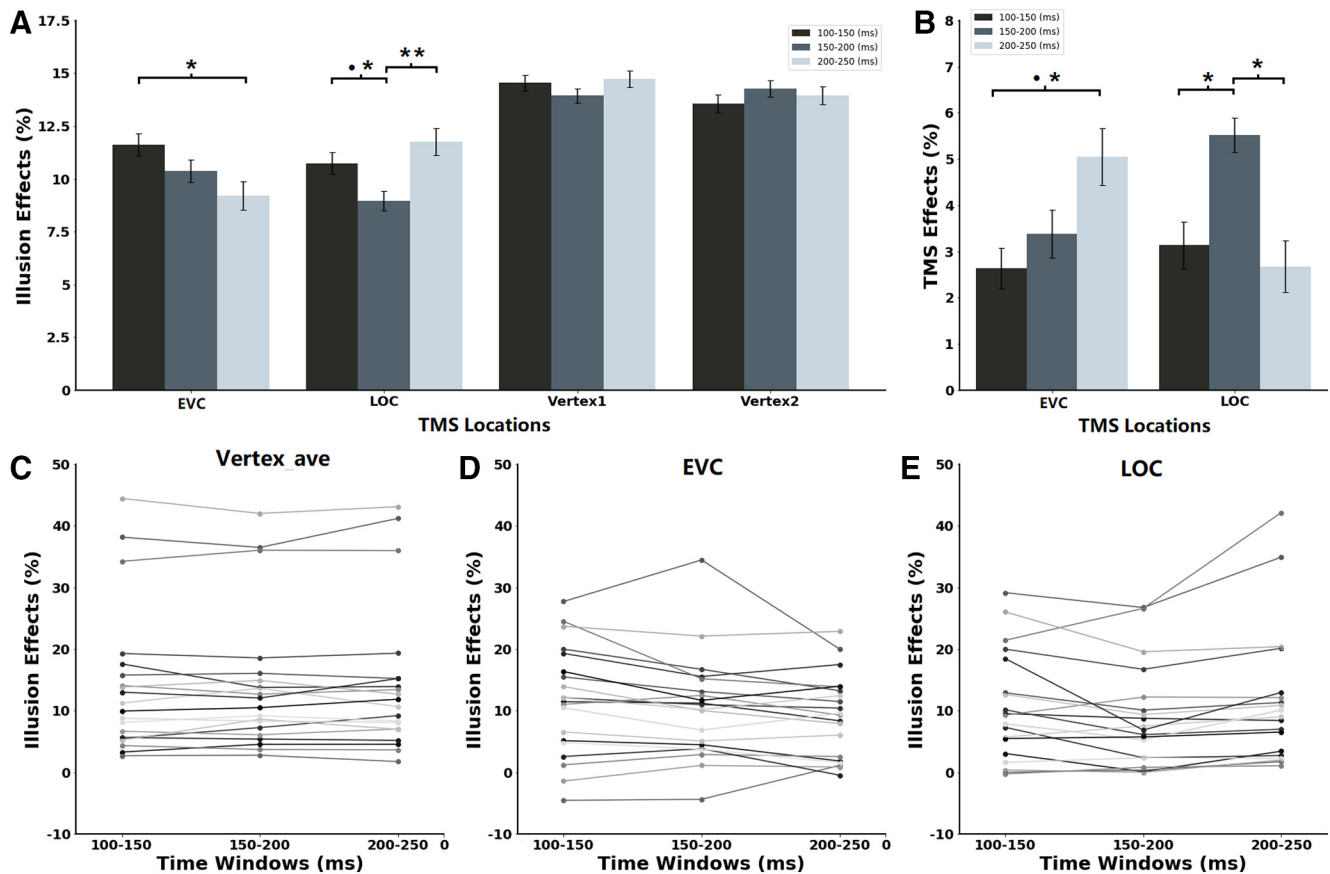 A
17.5
15
12.5
10
7.5
5
2.5
0
Illusion Effects (%)
*
• *
**
100-150 (ms)
150-200 (ms)
200-250 (ms)
EVC LOC Vertex1 Vertex2
TMS Locations
B
8
7
6
5
4
3
2
1
0
TMS Effects (%)
100-150 (ms)
150-200 (ms)
200-250 (ms)
• *
*
*
EVC LOC
TMS Locations
C
Vertex_ave
50
40
30
20
10
0
-10
Illusion Effects (%)
100-150 150-200 200-250 0
Time Windows (ms)
D
EVC
50
40
30
20
10
0
-10
Illusion Effects (%)
100-150 150-200 200-250 0
Time Windows (ms)
E
LOC
50
40
30
20
10
0
-10
Illusion Effects (%)
100-150 150-200 200-250
Time Windows (ms)